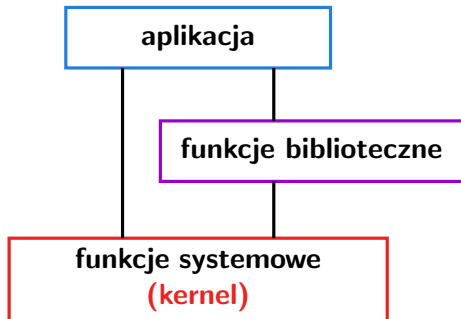 aplikacja
funkcje biblioteczne
funkcje systemowe
(kernel)